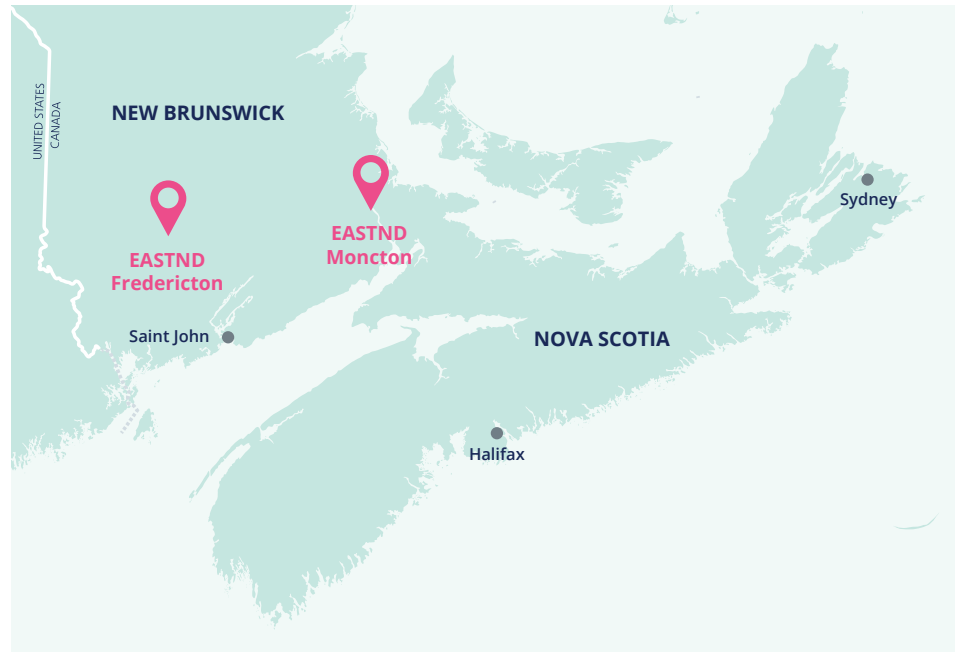 UNITED STATES
CANADA
NEW BRUNSWICK
EASTND
Moncton
EASTND
Fredericton
Sydney
Saint John
NOVA SCOTIA
Halifax